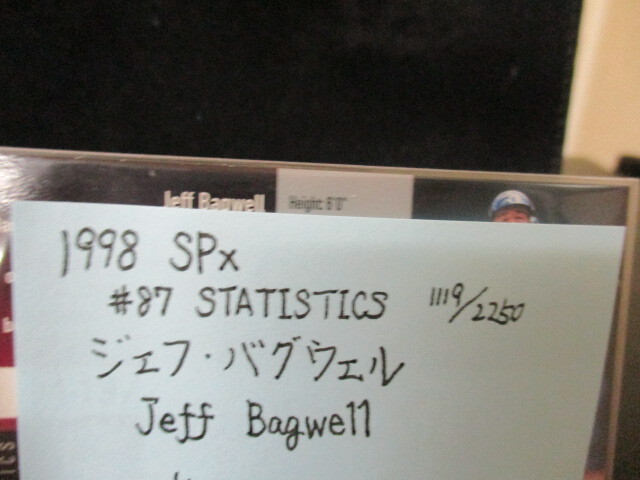 Jeff Bagwell Height: 6'0"
1998 SPx
#87 STATISTICS 1119/2250
ジェフ・バグウェル
Jeff Bagwell